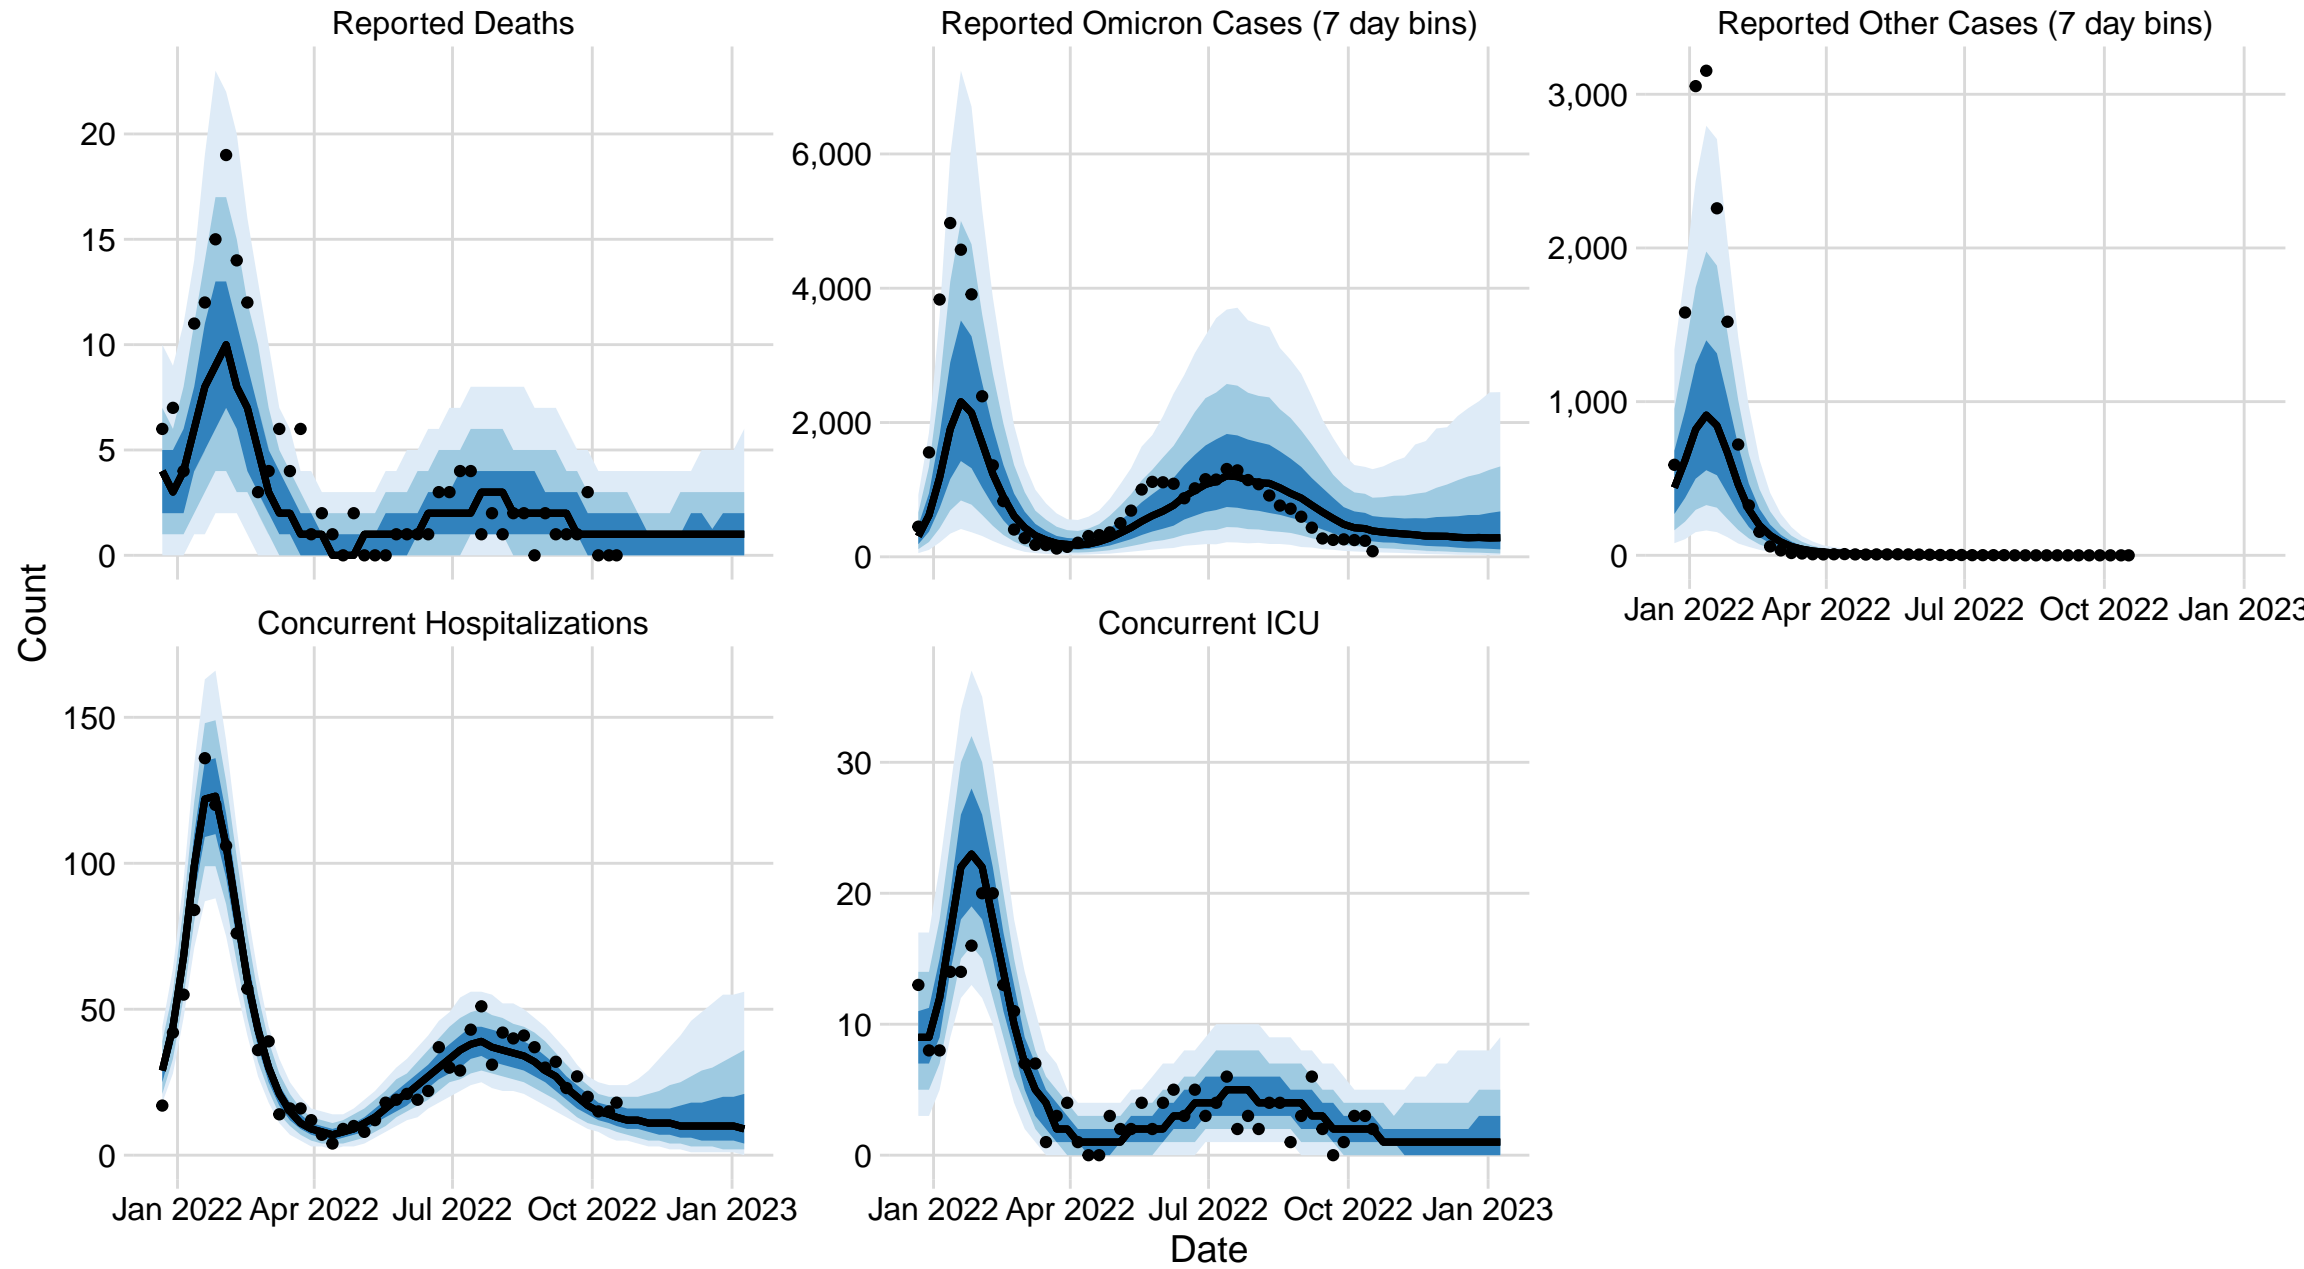 Reported Deaths
Reported Omicron Cases (7 day bins)
Reported Other Cases (7 day bins)
20
15
10
5
0
6,000
4,000
2,000
0
3,000
2,000
1,000
0
Jan 2022 Apr 2022 Jul 2022 Oct 2022 Jan 2023
Count
Concurrent Hospitalizations
Concurrent ICU
150
100
50
0
30
20
10
0
Jan 2022 Apr 2022 Jul 2022 Oct 2022 Jan 2023
Jan 2022 Apr 2022 Jul 2022 Oct 2022 Jan 2023
Date